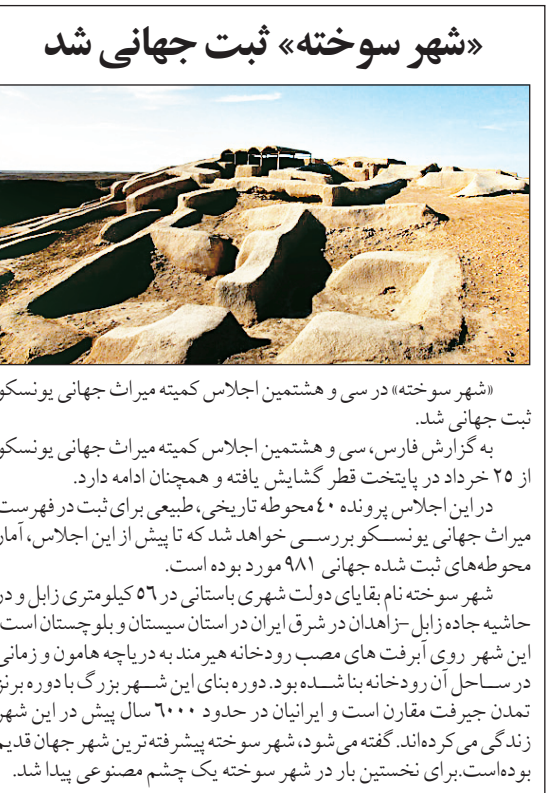 «شهر سوخته» ثبت جهانی شد
«شهر سوخته» در سی و هشتمین اجلاس کمیته میراث جهانی یونسکو
ثبت جهانی شد.
به گزارش فارس، سی و هشتمین اجلاس کمیته میراث جهانی یونسکو
از ۲۵ خرداد در پایتخت قطر گشایش یافته و همچنان ادامه دارد.
در این اجلاس پرونده ۴۰ محوطه تاریخی، طبیعی برای ثبت در فهرست
میراث جهانی یونسکو بررسی خواهد شد که تا پیش از این اجلاس، آمار
محوطه‌های ثبت شده جهانی ۹۸۱ مورد بوده است.
شهر سوخته نام بقایای دولت شهری باستانی در ۵۶ کیلومتری زابل و در
حاشیه جاده زابل -زاهدان در شرق ایران در استان سیستان و بلوچستان است.
این شهر روی آبرفت های مصب رودخانه هیرمند به دریاچه هامون و زمانی
در ساحل آن رودخانه بنا شده بود. دوره بنای این شهر بزرگ با دوره برنز
تمدن جیرفت مقارن است و ایرانیان در حدود ۶۰۰۰ سال پیش در این شهر
زندگی می‌کرده‌اند. گفته می‌شود، شهر سوخته پیشرفته‌ترین شهر جهان قدیم
بوده‌است.برای نخستین بار در شهر سوخته یک چشم مصنوعی پیدا شد.